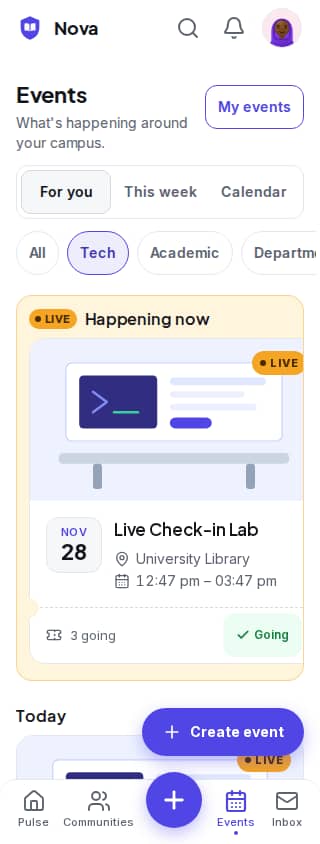 Nova
Events
My events
What's happening around
your campus.
For you
This week
Calendar
All
Tech
Academic
LIVE
Happening now
LIVE
NOV
28
Live Check-in Lab
University Library
12:47 pm – 03:47 pm
3 going
Going
Today
Create event
LIVE
Pulse
Communities
Events
Inbox